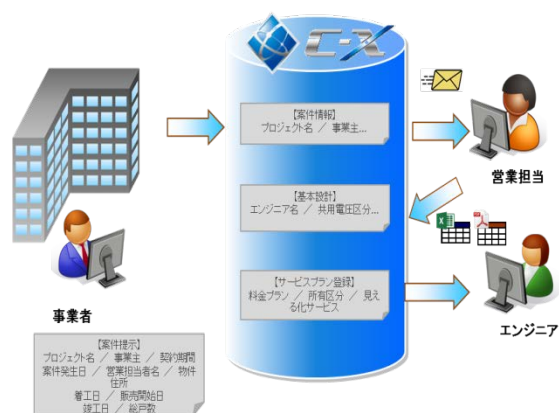 C-X
【案件情報】
プロジェクト名 ／ 事業主...
営業担当
【基本設計】
エンジニア名 ／ 共用電圧区分...
【サービスプラン登録】
料金プラン ／ 所有区分 ／ 見え
る化サービス
エンジニア
事業者
【案件提示】
プロジェクト名 ／ 事業主 ／ 契約期間
案件発生日 ／ 営業担当者名 ／ 物件
住所
着工日 ／ 販売開始日
竣工日 ／ 総戸数